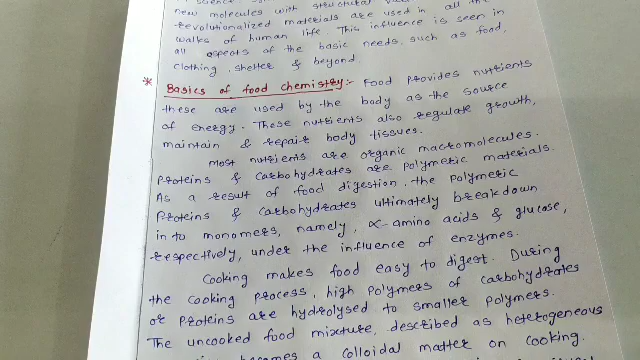 new molecules with structural
revolutionalized materials are used in all the
walks of human life. This influence is seen in
all aspects of the basic needs, such as food,
clothing, shelter & beyond.
* Basics of food chemistry:- Food provides nutrients
these are used by the body as the source
of energy. These nutrients also regulate growth,
maintain & repair body tissues.
most nutrients are organic macromolecules.
Proteins & carbohydrates are polymeric materials.
As a result of food digestion, the polymeric
Proteins & carbohydrates ultimately breakdown
in to monomers, namely, α-amino acids & glucose,
respectively, under the influence of enzymes.
Cooking makes food easy to digest. During
the cooking process, high polymers of carbohydrates
or proteins are hydrolysed to smaller polymers.
The uncooked food mixture, described as heterogeneous
becomes a colloidal matter on cooking.